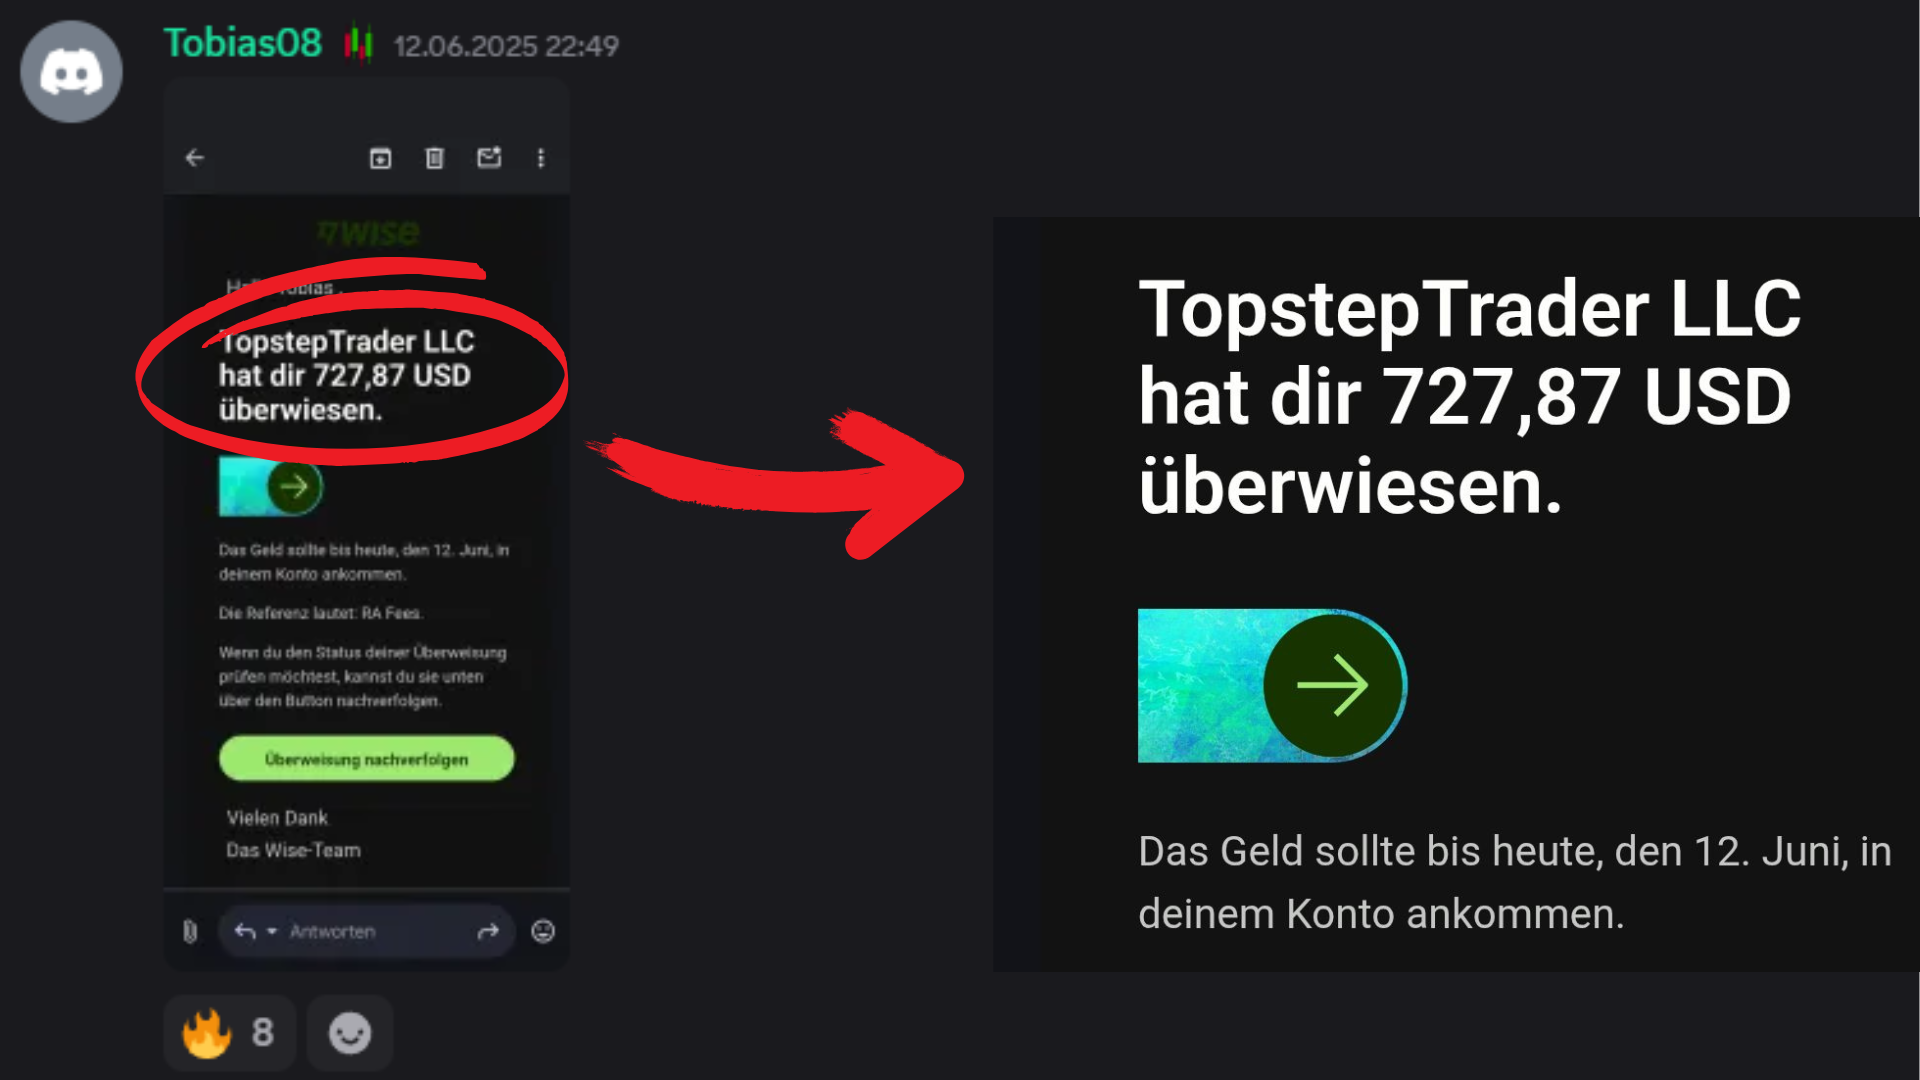 Tobias08 12.06.2025 22:49
wise
Hallo Tobias
TopstepTrader LLC
hat dir 727,87 USD
überwiesen.
Das Geld sollte bis heute, den 12. Juni, in
deinem Konto ankommen.
Die Referenz lautet: RA Fees.
Wenn du den Status deiner Überweisung
prüfen möchtest, kannst du sie unten
über den Button nachverfolgen.
Überweisung nachverfolgen
Vielen Dank
Das Wise-Team
Antworten
8
TopstepTrader LLC
hat dir 727,87 USD
überwiesen.
Das Geld sollte bis heute, den 12. Juni, in
deinem Konto ankommen.